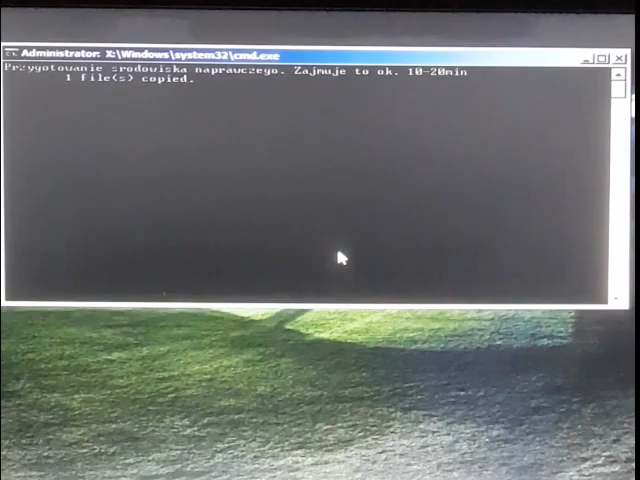 Administrator: X:\Windows\system32\cmd.exe
Przygotowanie srodowiska naprawczego. Zajmuje to ok. 10-20min
1 file(s) copied.